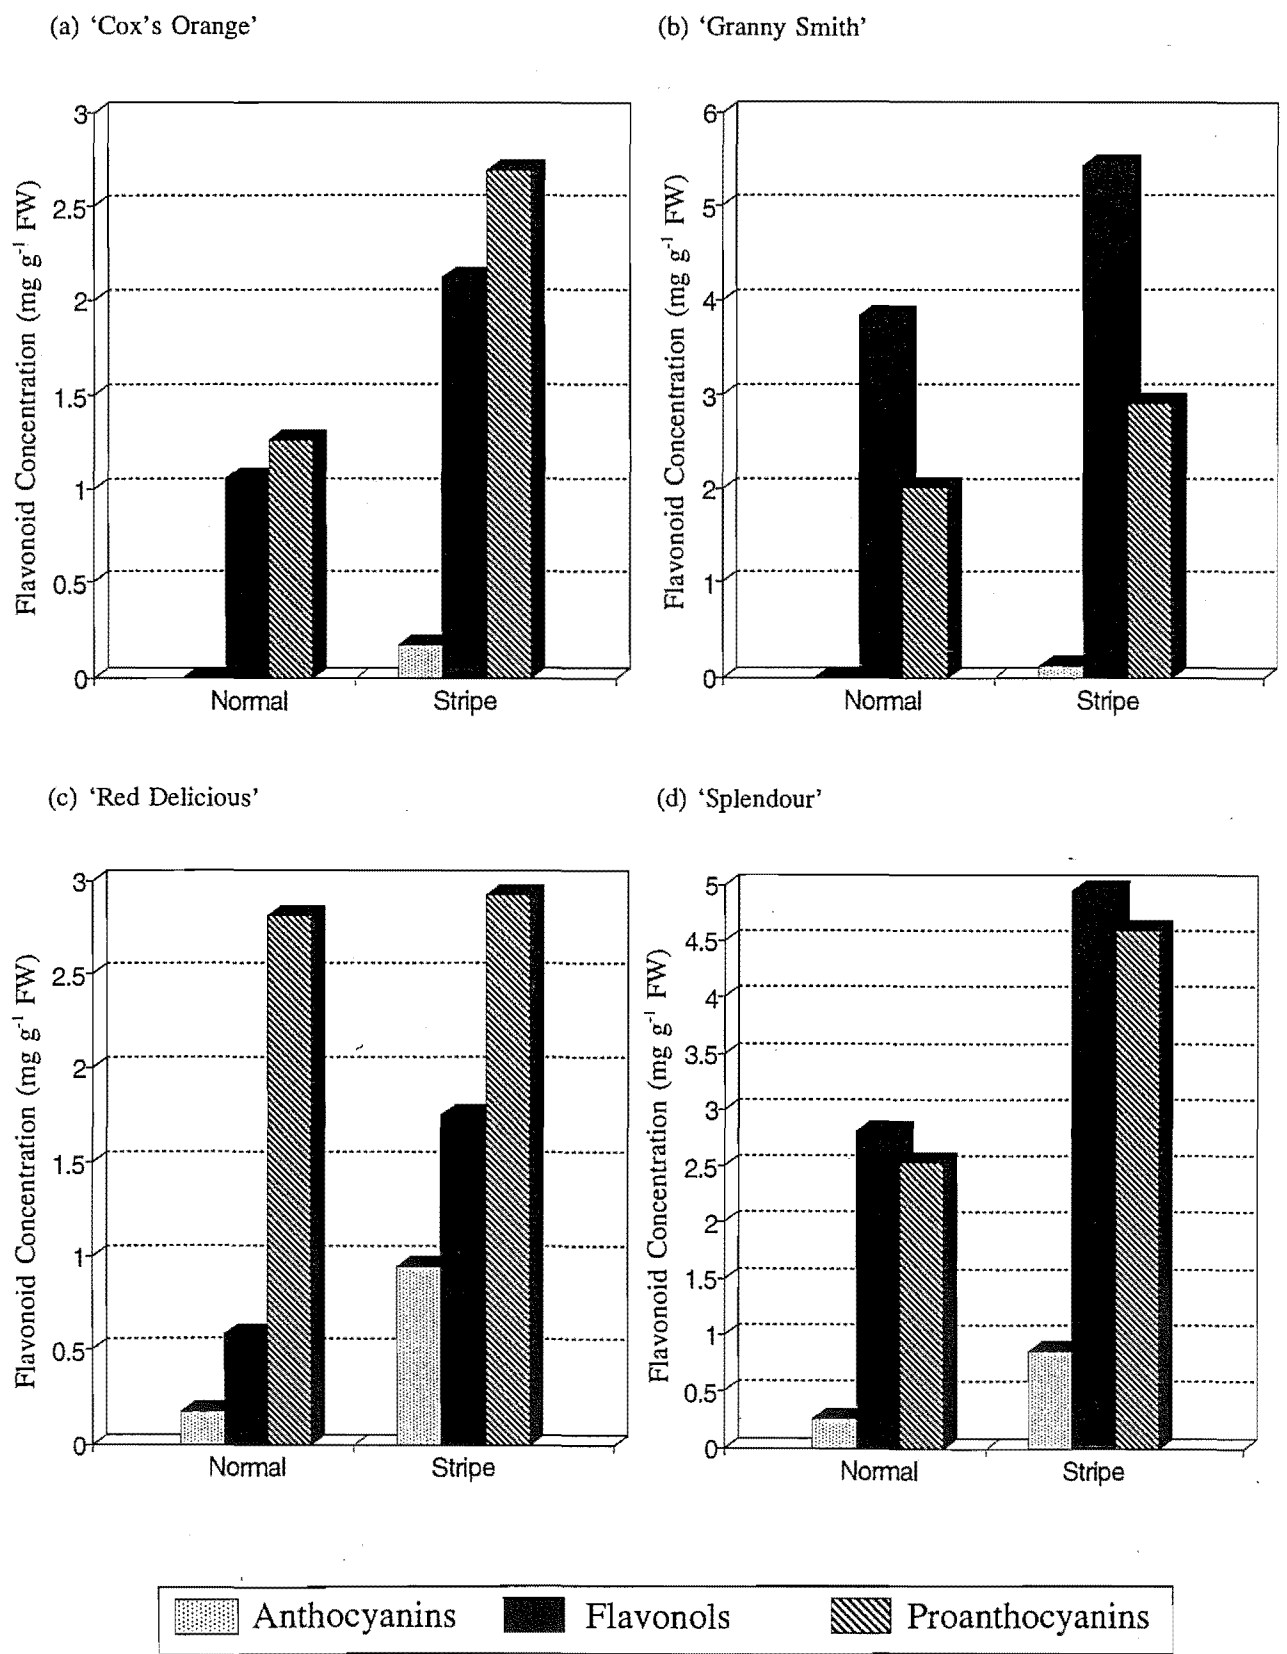 (a) ‘Cox’s Orange’
Flavonoid Concentration (mg g⁻¹ FW)
3
2.5
2
1.5
1
0.5
0
Normal Stripe
(b) ‘Granny Smith’
Flavonoid Concentration (mg g⁻¹ FW)
6
5
4
3
2
1
0
Normal Stripe
(c) ‘Red Delicious’
Flavonoid Concentration (mg g⁻¹ FW)
3
2.5
2
1.5
1
0.5
0
Normal Stripe
(d) ‘Splendour’
Flavonoid Concentration (mg g⁻¹ FW)
5
4.5
4
3.5
3
2.5
2
1.5
1
0.5
0
Normal Stripe
Anthocyanins Flavonols Proanthocyanins